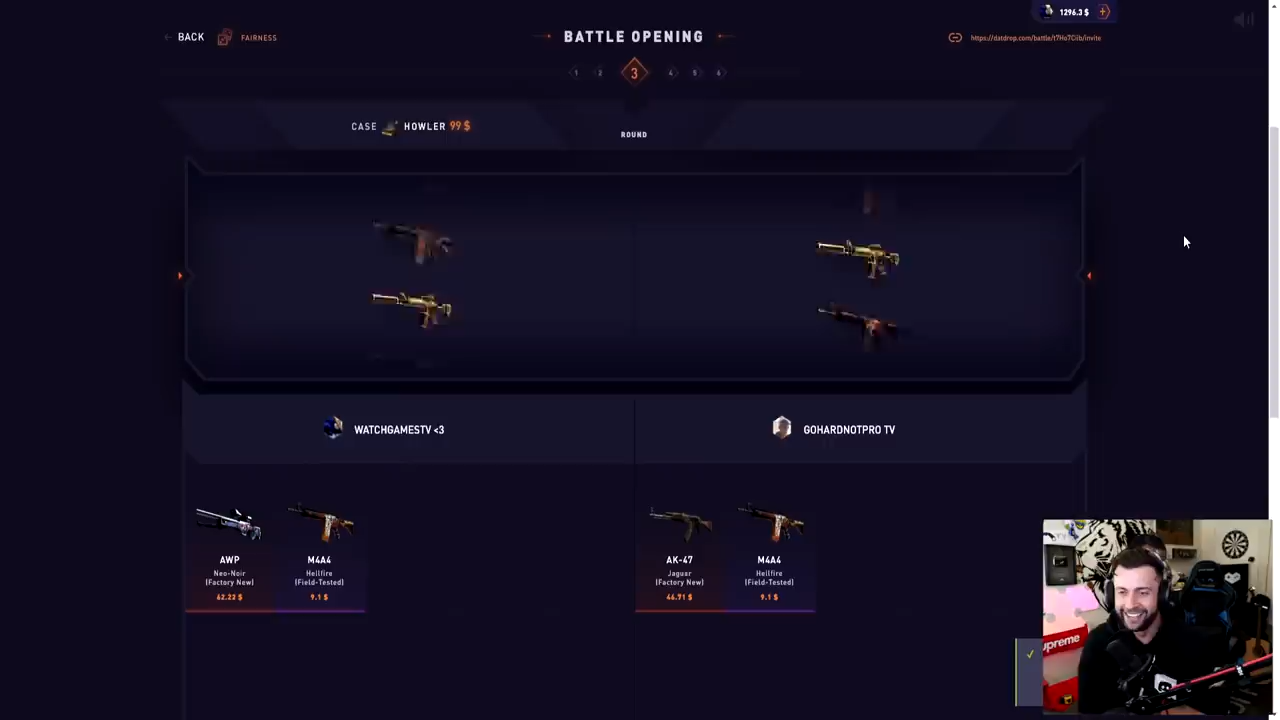 1296.3 $
BACK
FAIRNESS
BATTLE OPENING
https://datdrop.com/battle/t7Ho7Ciib/invite
1 2 3 4 5 6
CASE HOWLER 99 $
ROUND
WATCHGAMESTV <3
GOHARDNOTPRO TV
AWP
Neo-Noir
(Factory New)
62.22 $
M4A4
Hellfire
(Field-Tested)
9.1 $
AK-47
Jaguar
(Factory New)
46.71 $
M4A4
Hellfire
(Field-Tested)
9.1 $
upreme